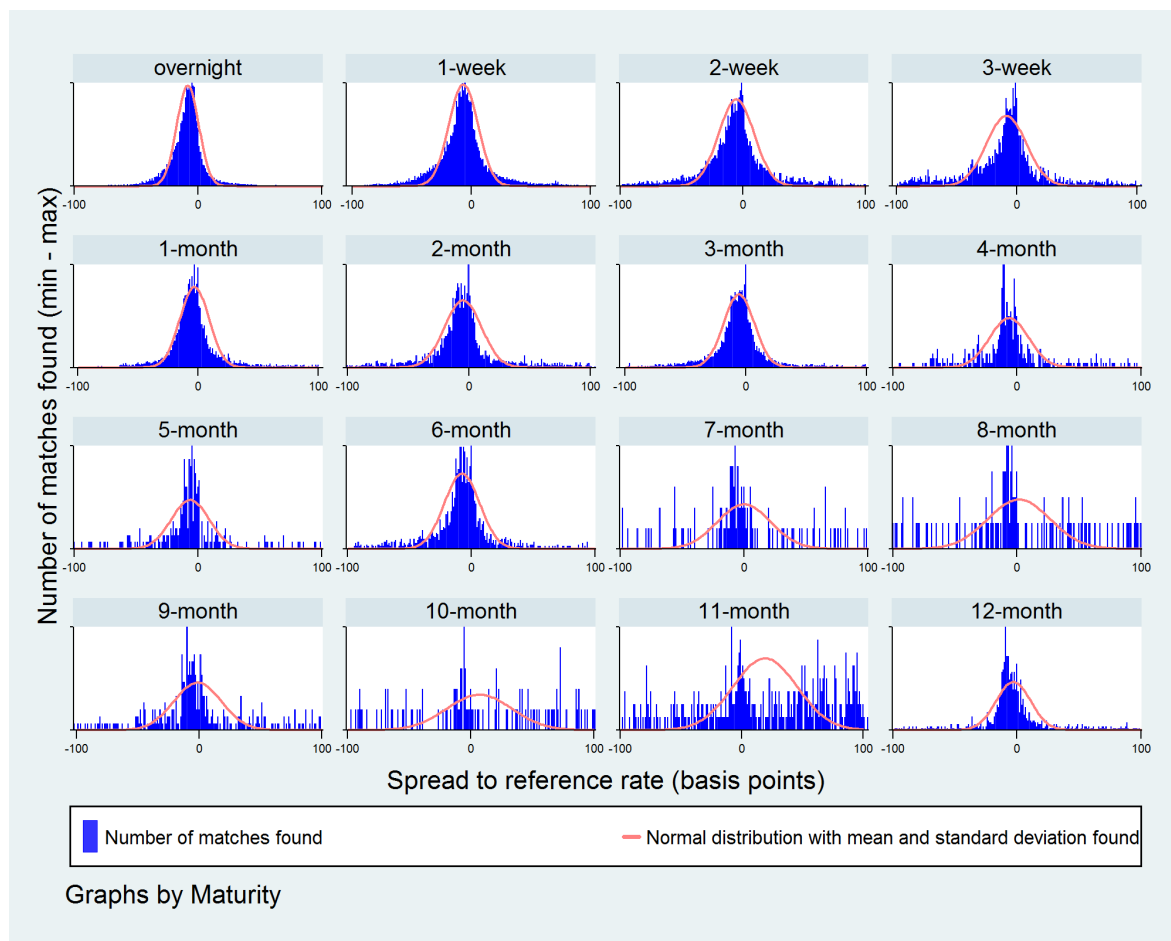 Number of matches found (min - max)
overnight
1-week
2-week
3-week
-100 0 100
-100 0 100
-100 0 100
-100 0 100
1-month
2-month
3-month
4-month
-100 0 100
-100 0 100
-100 0 100
-100 0 100
5-month
6-month
7-month
8-month
-100 0 100
-100 0 100
-100 0 100
-100 0 100
9-month
10-month
11-month
12-month
-100 0 100
-100 0 100
-100 0 100
-100 0 100
Spread to reference rate (basis points)
Number of matches found
Normal distribution with mean and standard deviation found
Graphs by Maturity